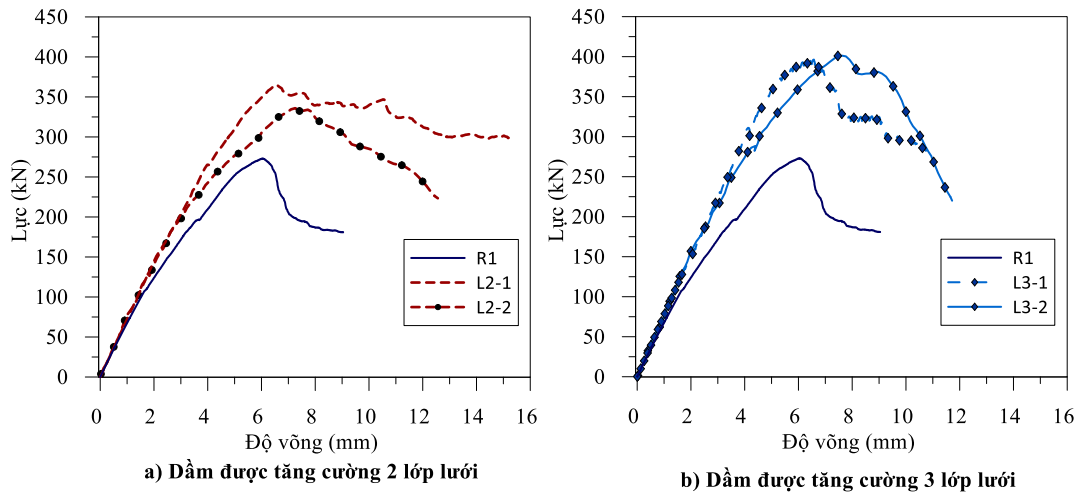 450
400
350
300
250
200
150
100
50
0
Lực (kN)
0 2 4 6 8 10 12 14 16
Độ võng (mm)
R1
L2-1
L2-2
a) Dầm được tăng cường 2 lớp lưới
450
400
350
300
250
200
150
100
50
0
Lực (kN)
0 2 4 6 8 10 12 14 16
Độ võng (mm)
R1
L3-1
L3-2
b) Dầm được tăng cường 3 lớp lưới